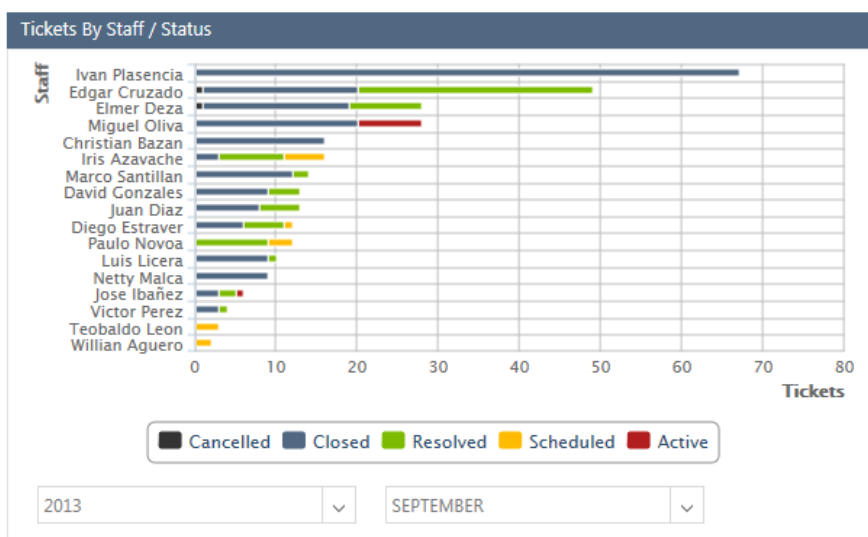 Tickets By Staff / Status
Staff
Ivan Plasencia
Edgar Cruzado
Elmer Deza
Miguel Oliva
Christian Bazan
Iris Azavache
Marco Santillan
David Gonzales
Juan Diaz
Diego Estraver
Paulo Novoa
Luis Licera
Netty Malca
Jose Ibañez
Victor Perez
Teobaldo Leon
Willian Aguero
0 10 20 30 40 50 60 70 80
Tickets
Cancelled Closed Resolved Scheduled Active
2013 SEPTEMBER